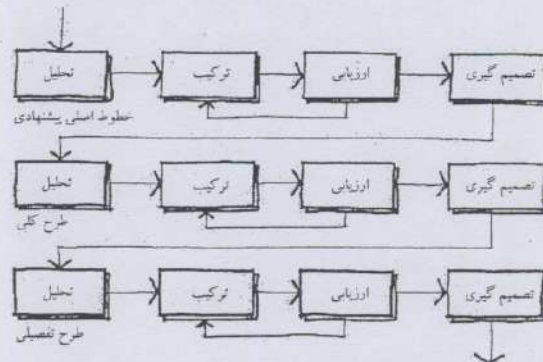 تحلیل ترکیب ارزیابی تصمیم گیری
خطوط اصلی پیشنهادی
تحلیل ترکیب ارزیابی تصمیم گیری
طرح کلی
تحلیل ترکیب ارزیابی تصمیم گیری
طرح تفصیلی